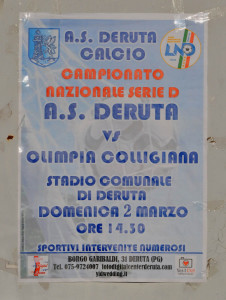 A.S. DERUTA
CALCIO
CAMPIONATO
NAZIONALE SERIE D
A.S. DERUTA
VS
OLIMPIA COLLIGIANA
STADIO COMUNALE
DI DERUTA
DOMENICA 2 MARZO
ORE 14.30
SPORTIVI INTERVENITE NUMEROSI
BORGO GARIBALDI, 31 DERUTA (PG)